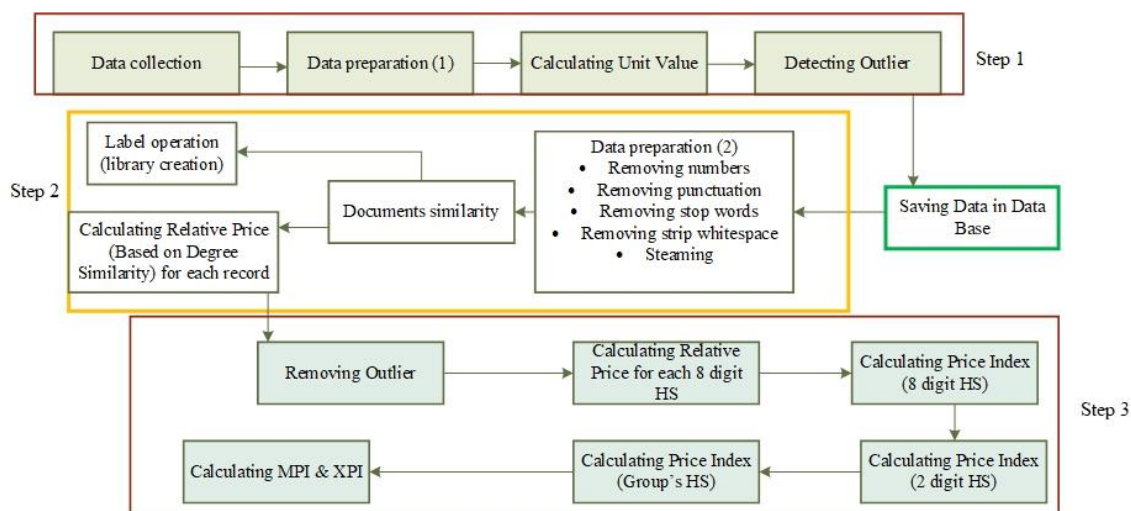 Data collection
Data preparation (1)
Calculating Unit Value
Detecting Outlier
Step 1
Label operation
(library creation)
Step 2
Calculating Relative Price
(Based on Degree
Similarity) for each record
Documents similarity
Data preparation (2)
• Removing numbers
• Removing punctuation
• Removing stop words
• Removing strip whitespace
• Steaming
Saving Data in Data
Base
Removing Outlier
Calculating Relative
Price for each 8 digit
HS
Calculating Price Index
(8 digit HS)
Step 3
Calculating MPI & XPI
Calculating Price Index
(Group’s HS)
Calculating Price Index
(2 digit HS)